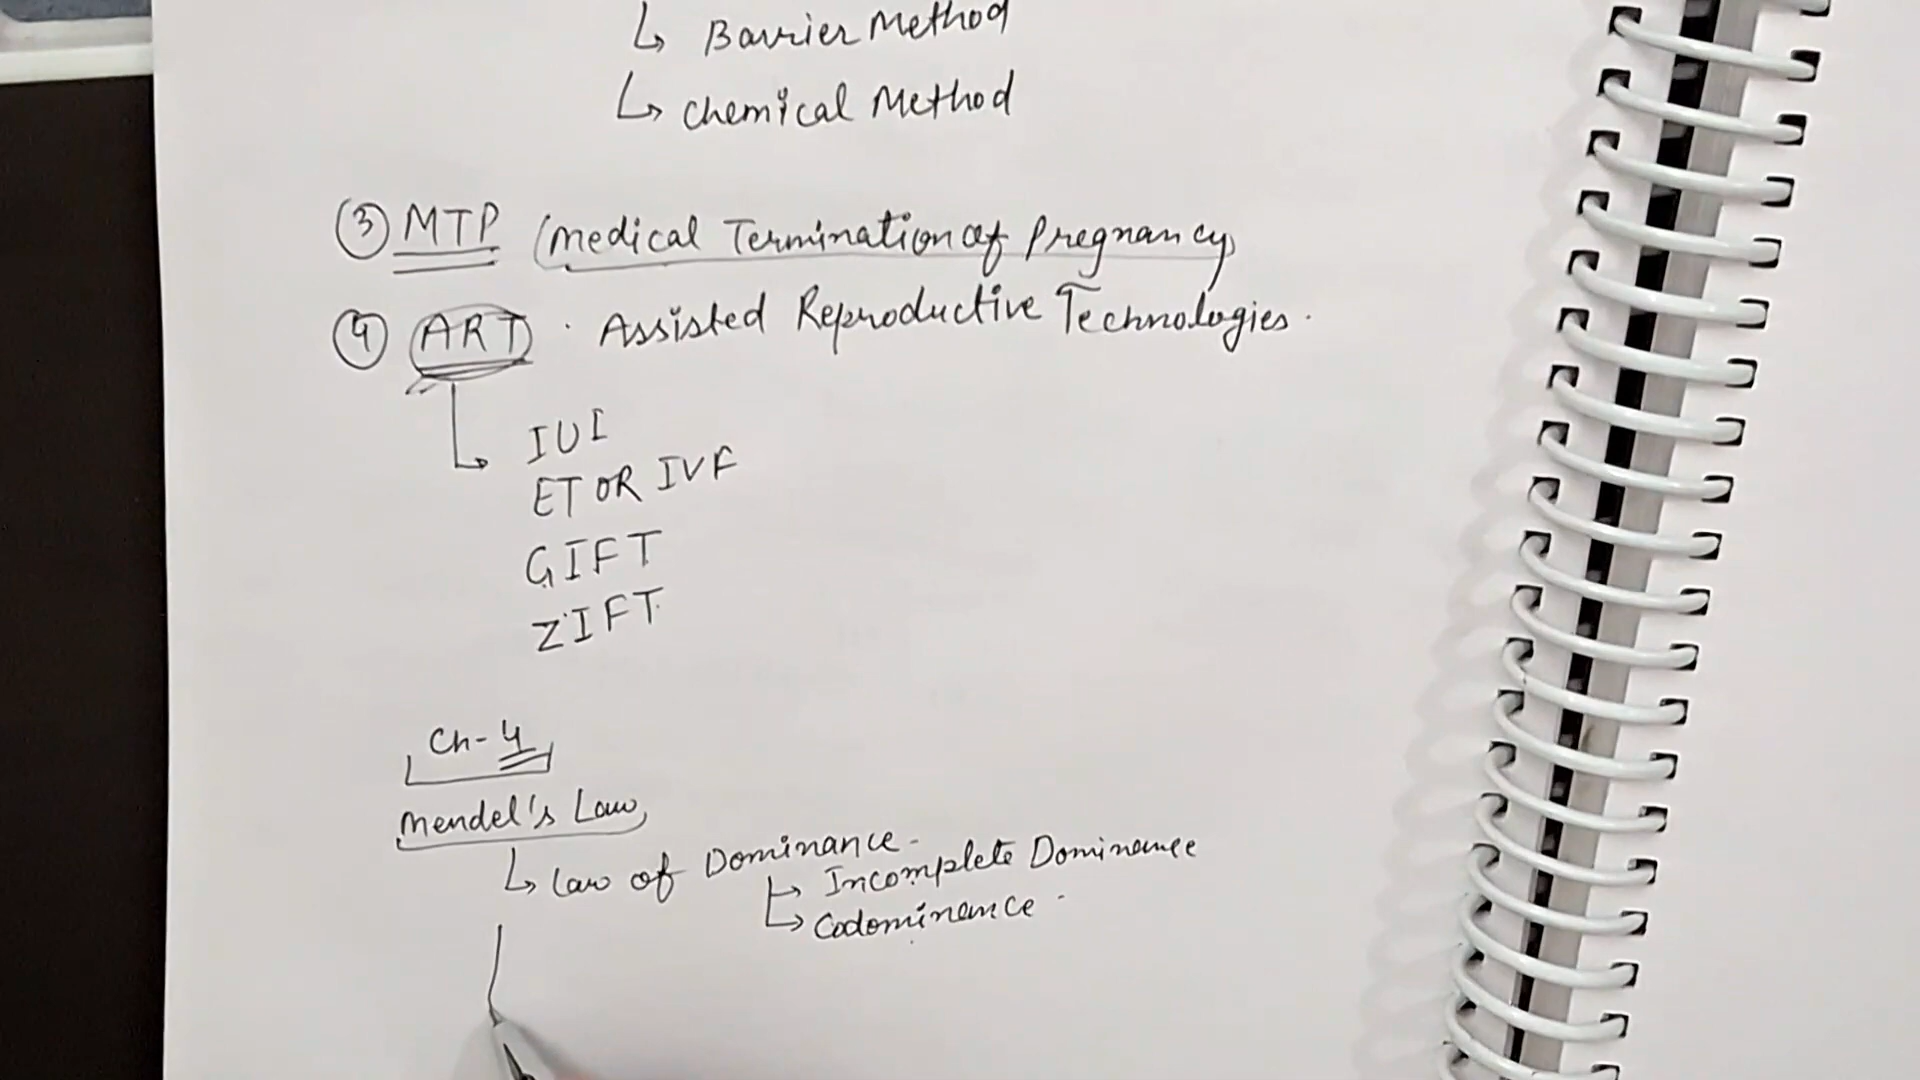 ↳ Barrier Method
↳ Chemical Method
③ MTP (Medical Termination of Pregnancy
④ ART. Assisted Reproductive Technologies.
↳ IUI
ET OR IVF
GIFT
ZIFT
Ch-4
Mendel's Law
↳ Law of Dominance -
↳ Incomplete Dominance
↳ Codominance -